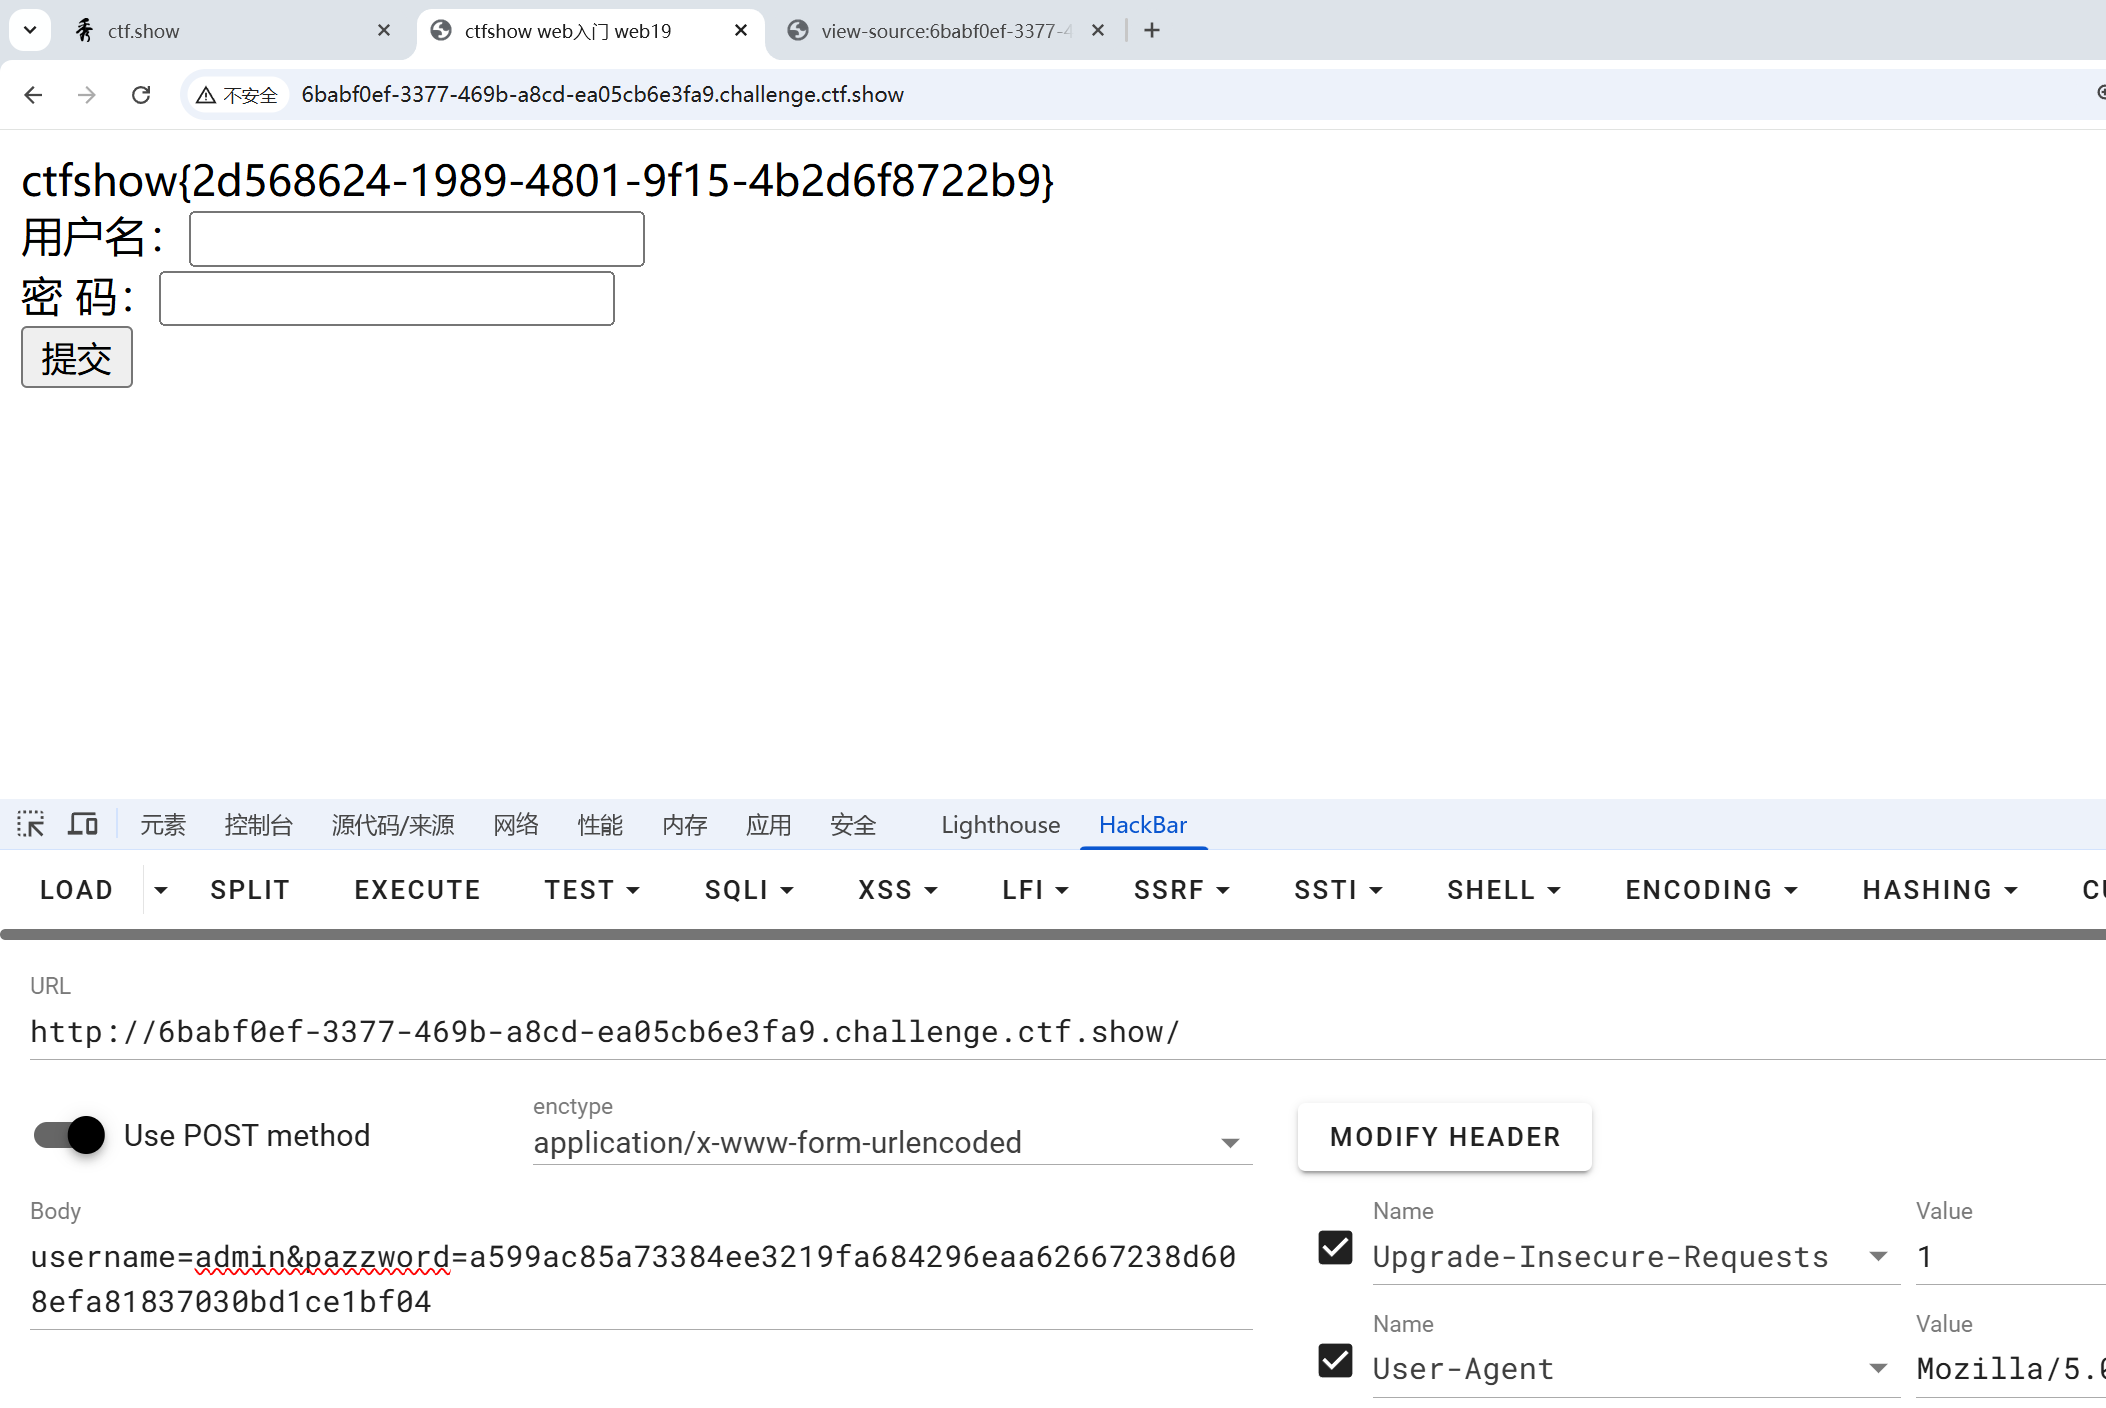 ctf.show
ctfshow web入门 web19
view-source:6babf0ef-3377-4
不安全
6babf0ef-3377-469b-a8cd-ea05cb6e3fa9.challenge.ctf.show
ctfshow{2d568624-1989-4801-9f15-4b2d6f8722b9}
用户名：
密 码：
提交
元素 控制台 源代码/来源 网络 性能 内存 应用 安全 Lighthouse HackBar
LOAD SPLIT EXECUTE TEST SQLI XSS LFI SSRF SSTI SHELL ENCODING HASHING CU
URL
http://6babf0ef-3377-469b-a8cd-ea05cb6e3fa9.challenge.ctf.show/
Use POST method
enctype
application/x-www-form-urlencoded
MODIFY HEADER
Body
username=admin&pazzword=a599ac85a73384ee3219fa684296eaa62667238d60
8efa81837030bd1ce1bf04
Name Value
Upgrade-Insecure-Requests 1
Name Value
User-Agent Mozilla/5.0